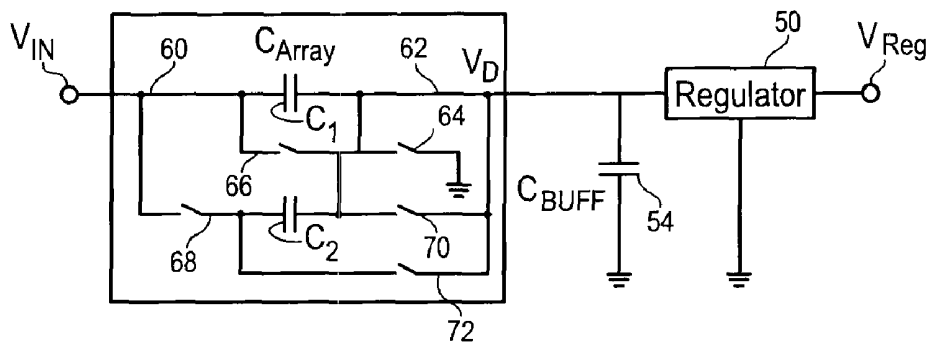 V_IN
60
C_Array
62
V_D
50
V_Reg
Regulator
C_1
64
66
C_BUFF
54
68
C_2
70
72